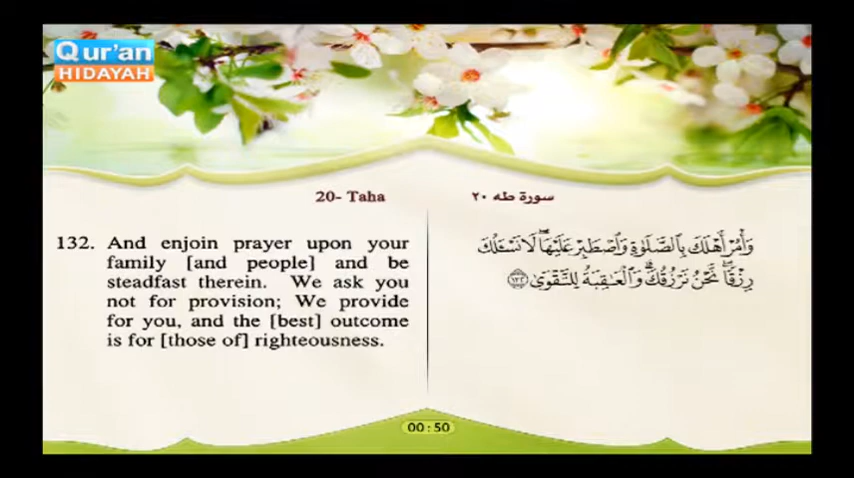 Qur'an
HIDAYAH
20- Taha
سورة طه ٢٠
132. And enjoin prayer upon your
family [and people] and be
steadfast therein. We ask you
not for provision; We provide
for you, and the [best] outcome
is for [those of] righteousness.
وَأْمُرْ أَهْلَكَ بِٱلصَّلَوٰةِ وَٱصْطَبِرْ عَلَيْهَا ۖ لَا نَسْـَٔلُكَ
رِزْقًا ۖ نَّحْنُ نَرْزُقُكَ ۗ وَٱلْعَـٰقِبَةُ لِلتَّقْوَىٰ ١٣٢
00:50